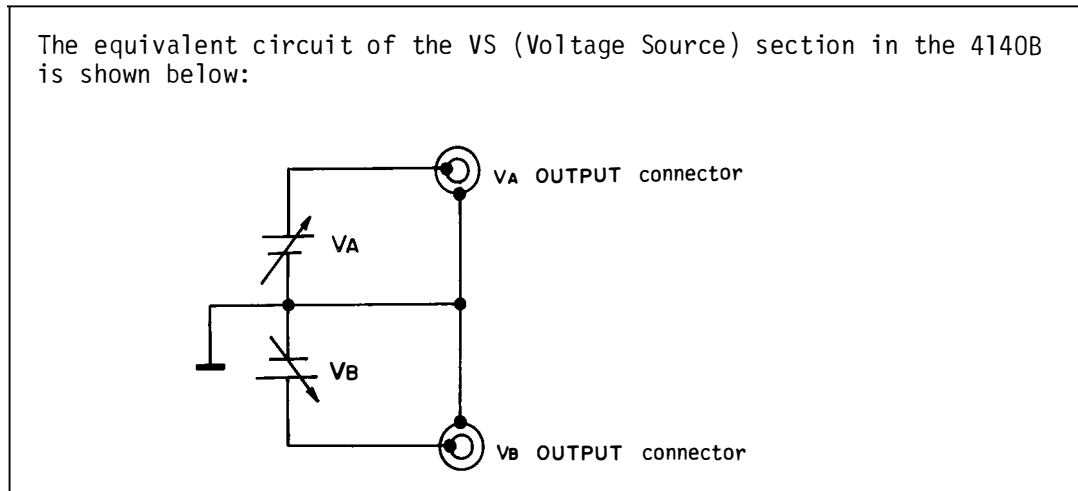 The equivalent circuit of the VS (Voltage Source) section in the 4140B
is shown below:
VA OUTPUT connector
VA
VB
VB OUTPUT connector